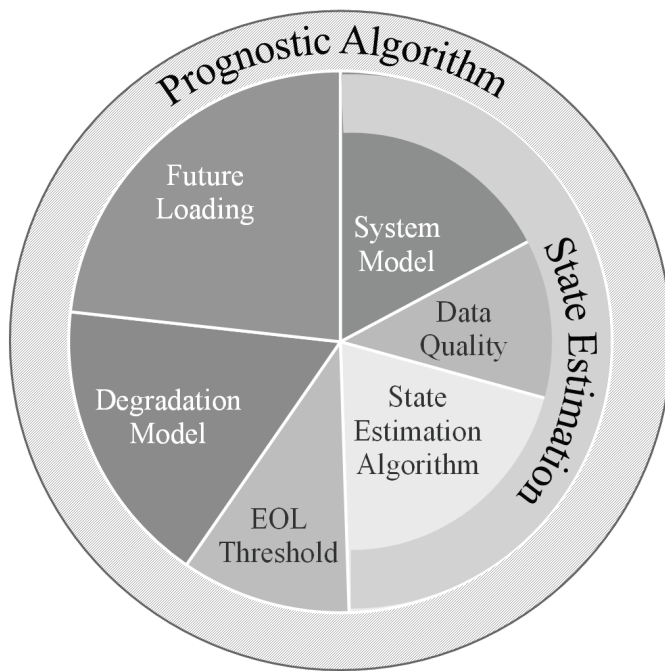 Prognostic Algorithm
Future
Loading
System
Model
State Estimation
Data
Quality
Degradation
Model
State
Estimation
Algorithm
EOL
Threshold